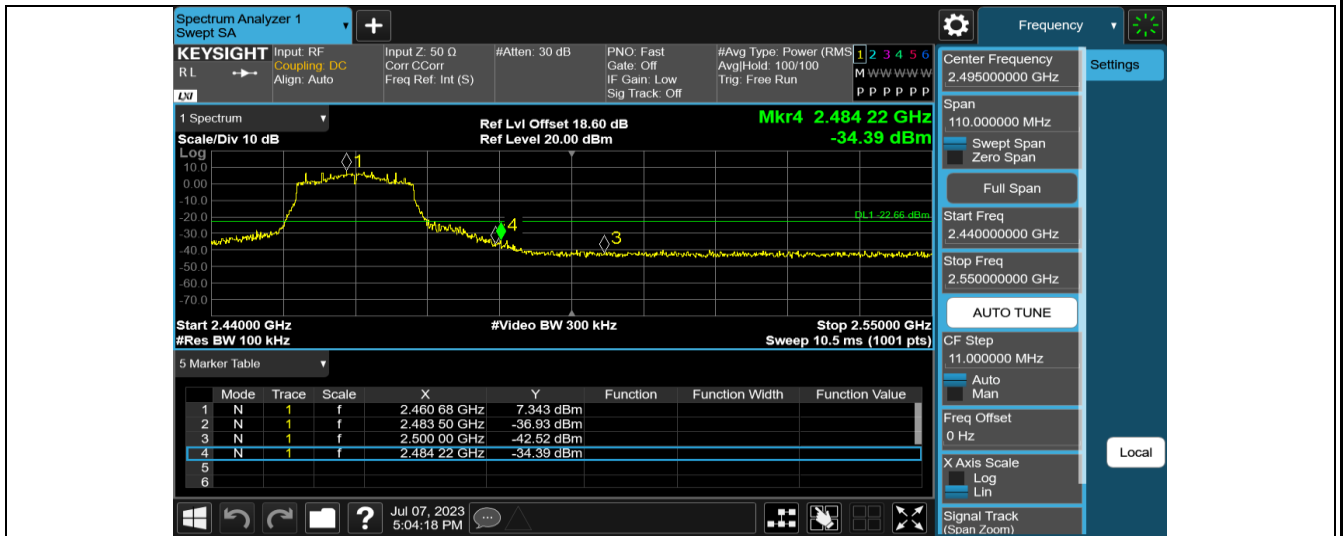 Spectrum Analyzer 1
Swept SA
+
Frequency
KEYSIGHT
R L
LXI
Input: RF
Coupling: DC
Align: Auto
Input Z: 50 Ω
Corr CCorr
Freq Ref: Int (S)
#Atten: 30 dB
PNO: Fast
Gate: Off
IF Gain: Low
Sig Track: Off
#Avg Type: Power (RMS
Avg|Hold: 100/100
Trig: Free Run
1 2 3 4 5 6
M W W W W W
P P P P P P
1 Spectrum
Scale/Div 10 dB
Ref Lvl Offset 18.60 dB
Ref Level 20.00 dBm
Mkr4 2.484 22 GHz
-34.39 dBm
Log
10.0
0.00
-10.0
-20.0
-30.0
-40.0
-50.0
-60.0
-70.0
1
4
3
DL1 -22.66 dBm
Start 2.44000 GHz
#Video BW 300 kHz
Stop 2.55000 GHz
#Res BW 100 kHz
Sweep 10.5 ms (1001 pts)
5 Marker Table
Mode Trace Scale X Y Function Function Width Function Value
1 N 1 f 2.460 68 GHz 7.343 dBm
2 N 1 f 2.483 50 GHz -36.93 dBm
3 N 1 f 2.500 00 GHz -42.52 dBm
4 N 1 f 2.484 22 GHz -34.39 dBm
5
6
?
Jul 07, 2023
5:04:18 PM
Center Frequency
2.495000000 GHz
Span
110.000000 MHz
Swept Span
Zero Span
Full Span
Start Freq
2.440000000 GHz
Stop Freq
2.550000000 GHz
AUTO TUNE
CF Step
11.000000 MHz
Auto
Man
Freq Offset
0 Hz
X Axis Scale
Log
Lin
Signal Track
(Span Zoom)
Settings
Local